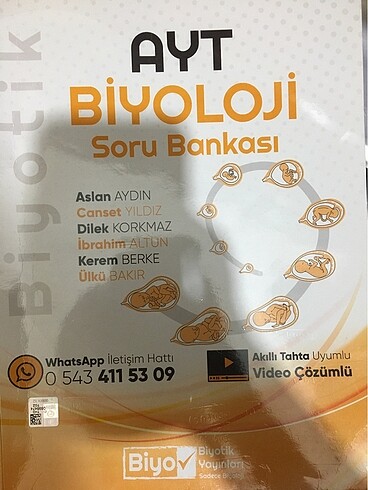 Biyotik
AYT
BİYOLOJİ
Soru Bankası
Aslan AYDIN
Canset YILDIZ
Dilek KORKMAZ
İbrahim ALTUN
Kerem BERKE
Ülkü BAKIR
WhatsApp İletişim Hattı
0 543 411 53 09
Akıllı Tahta Uyumlu
Video Çözümlü
Biyo
Biyotik
Yayınları